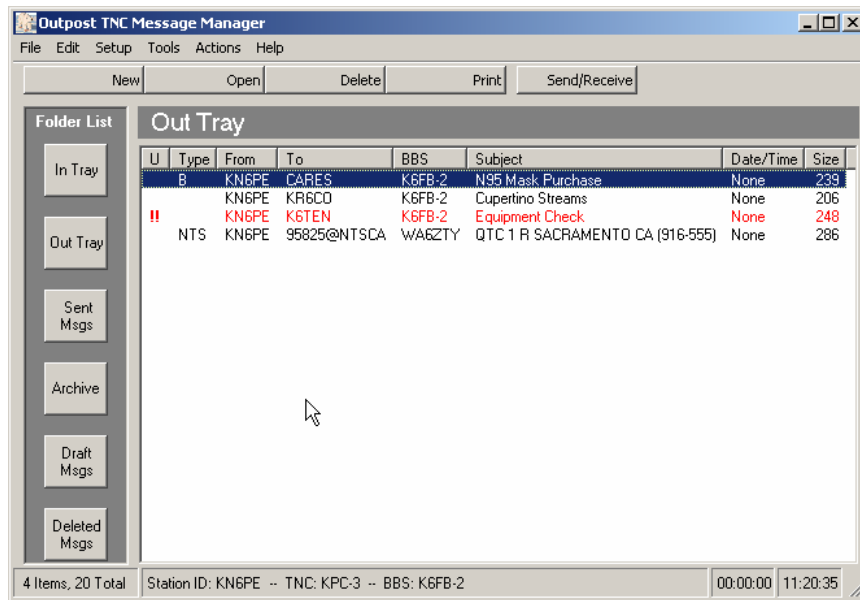 Outpost TNC Message Manager
File Edit Setup Tools Actions Help
New Open Delete Print Send/Receive
Folder List
In Tray
Out Tray
Sent
Msgs
Archive
Draft
Msgs
Deleted
Msgs
Out Tray
U Type From To BBS Subject Date/Time Size
B KN6PE CARES K6FB-2 N95 Mask Purchase None 239
KN6PE KR6CO K6FB-2 Cupertino Streams None 206
!! KN6PE K6TEN K6FB-2 Equipment Check None 248
NTS KN6PE 95825@NTSCA WA6ZTY QTC 1 R SACRAMENTO CA (916-555) None 286
4 Items, 20 Total Station ID: KN6PE -- TNC: KPC-3 -- BBS: K6FB-2 00:00:00 11:20:35